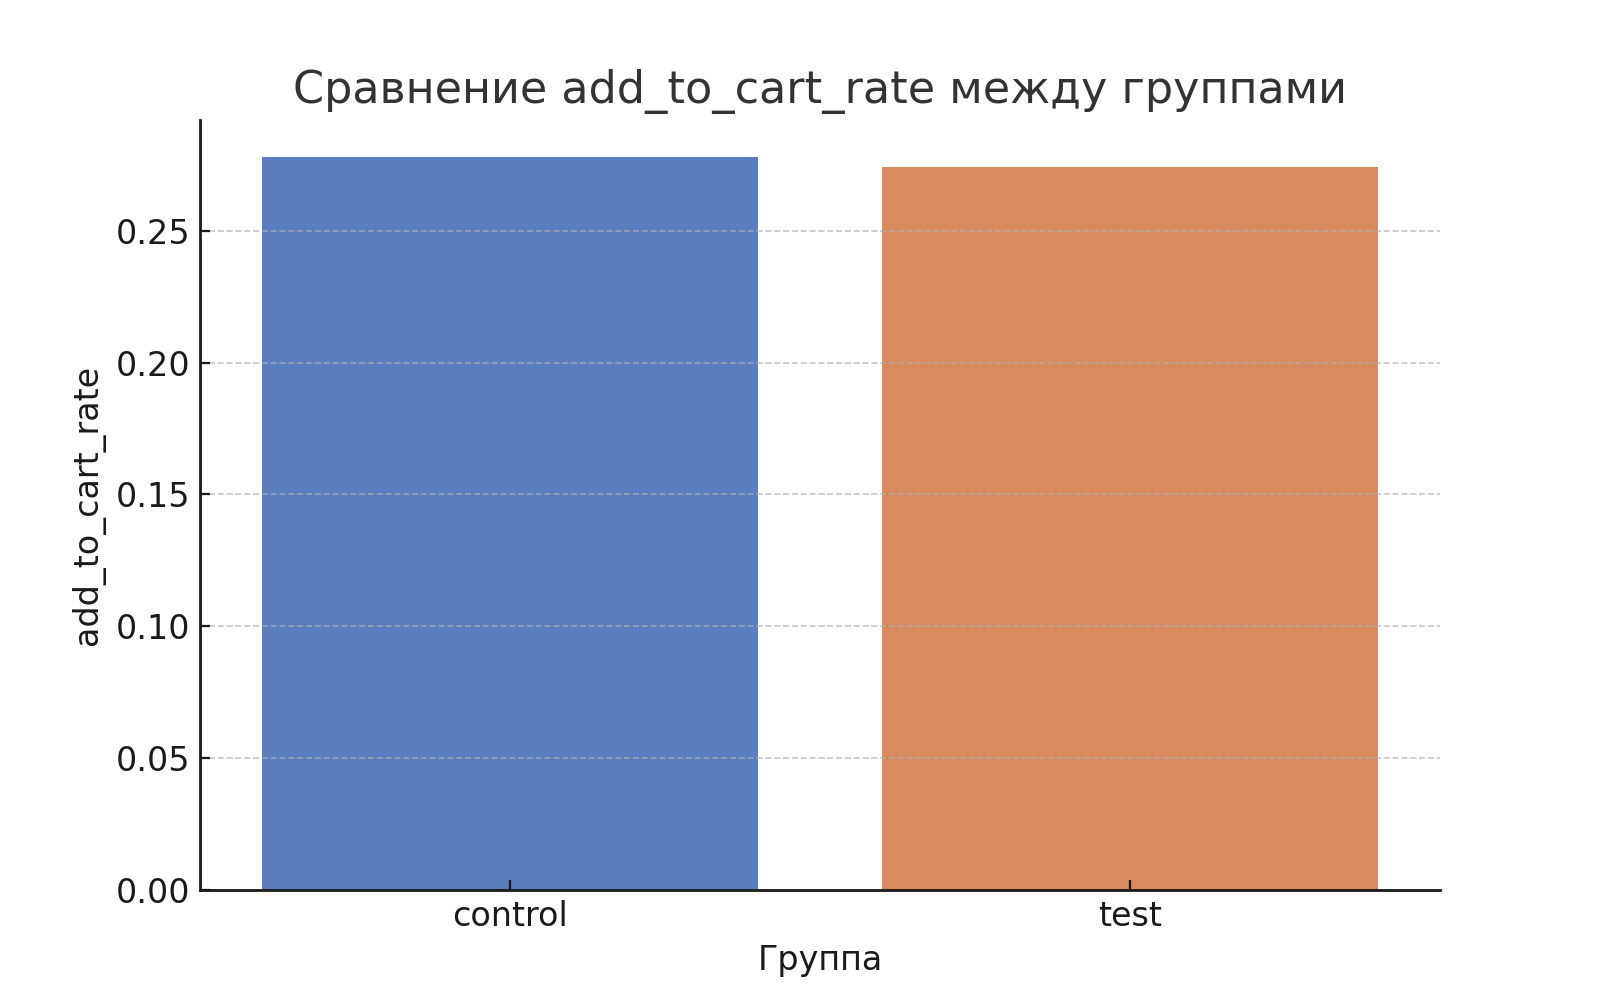 Сравнение add_to_cart_rate между группами
add_to_cart_rate
0.25
0.20
0.15
0.10
0.05
0.00
control
test
Группа